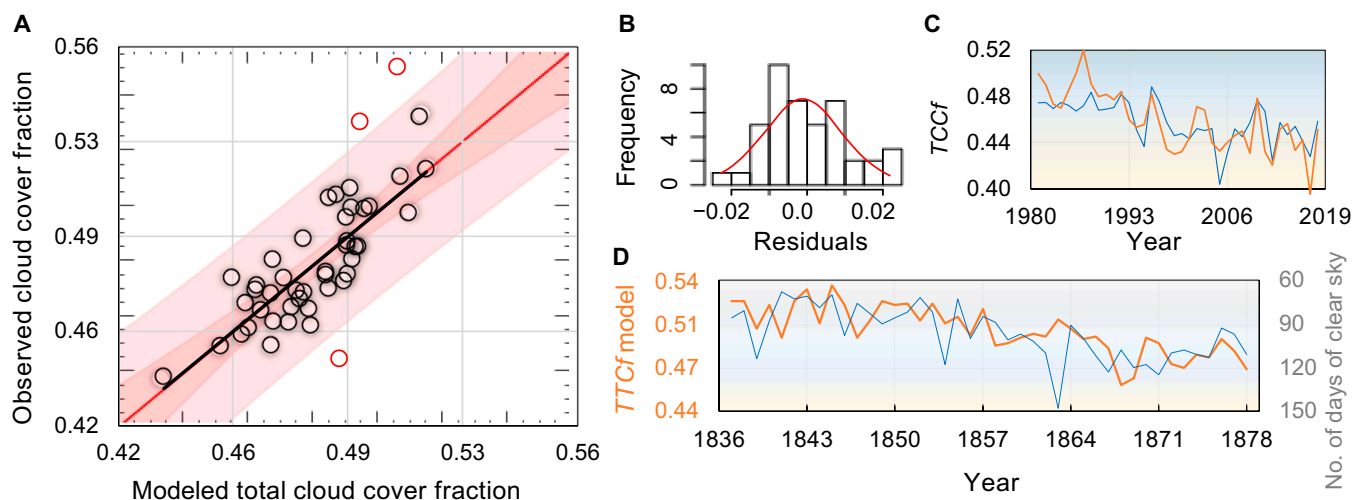 A
Observed cloud cover fraction
0.56
0.53
0.49
0.46
0.42
0.42 0.46 0.49 0.53 0.56
Modeled total cloud cover fraction
B
Frequency
8
4
0
−0.02 0.0 0.02
Residuals
C
TCCf
0.52
0.48
0.44
0.40
1980 1993 2006 2019
Year
D
TTCf model
0.54
0.51
0.47
0.44
1836 1843 1850 1857 1864 1871 1878
Year
60
90
120
150
No. of days of clear sky